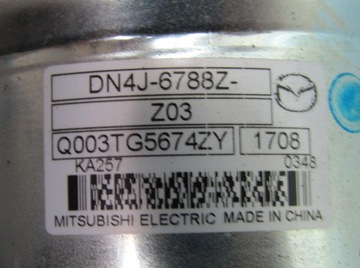 DN4J-6788Z-
Z03
Q003TG5674ZY 1708
KA257 0348
MITSUBISHI ELECTRIC MADE IN CHINA